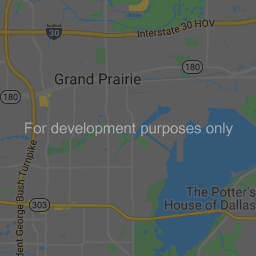 30
Interstate 30 HOV
180
Grand Prairie
180
For development purposes only
dent George Bush Turnpike
The Potter's
House of Dallas
303